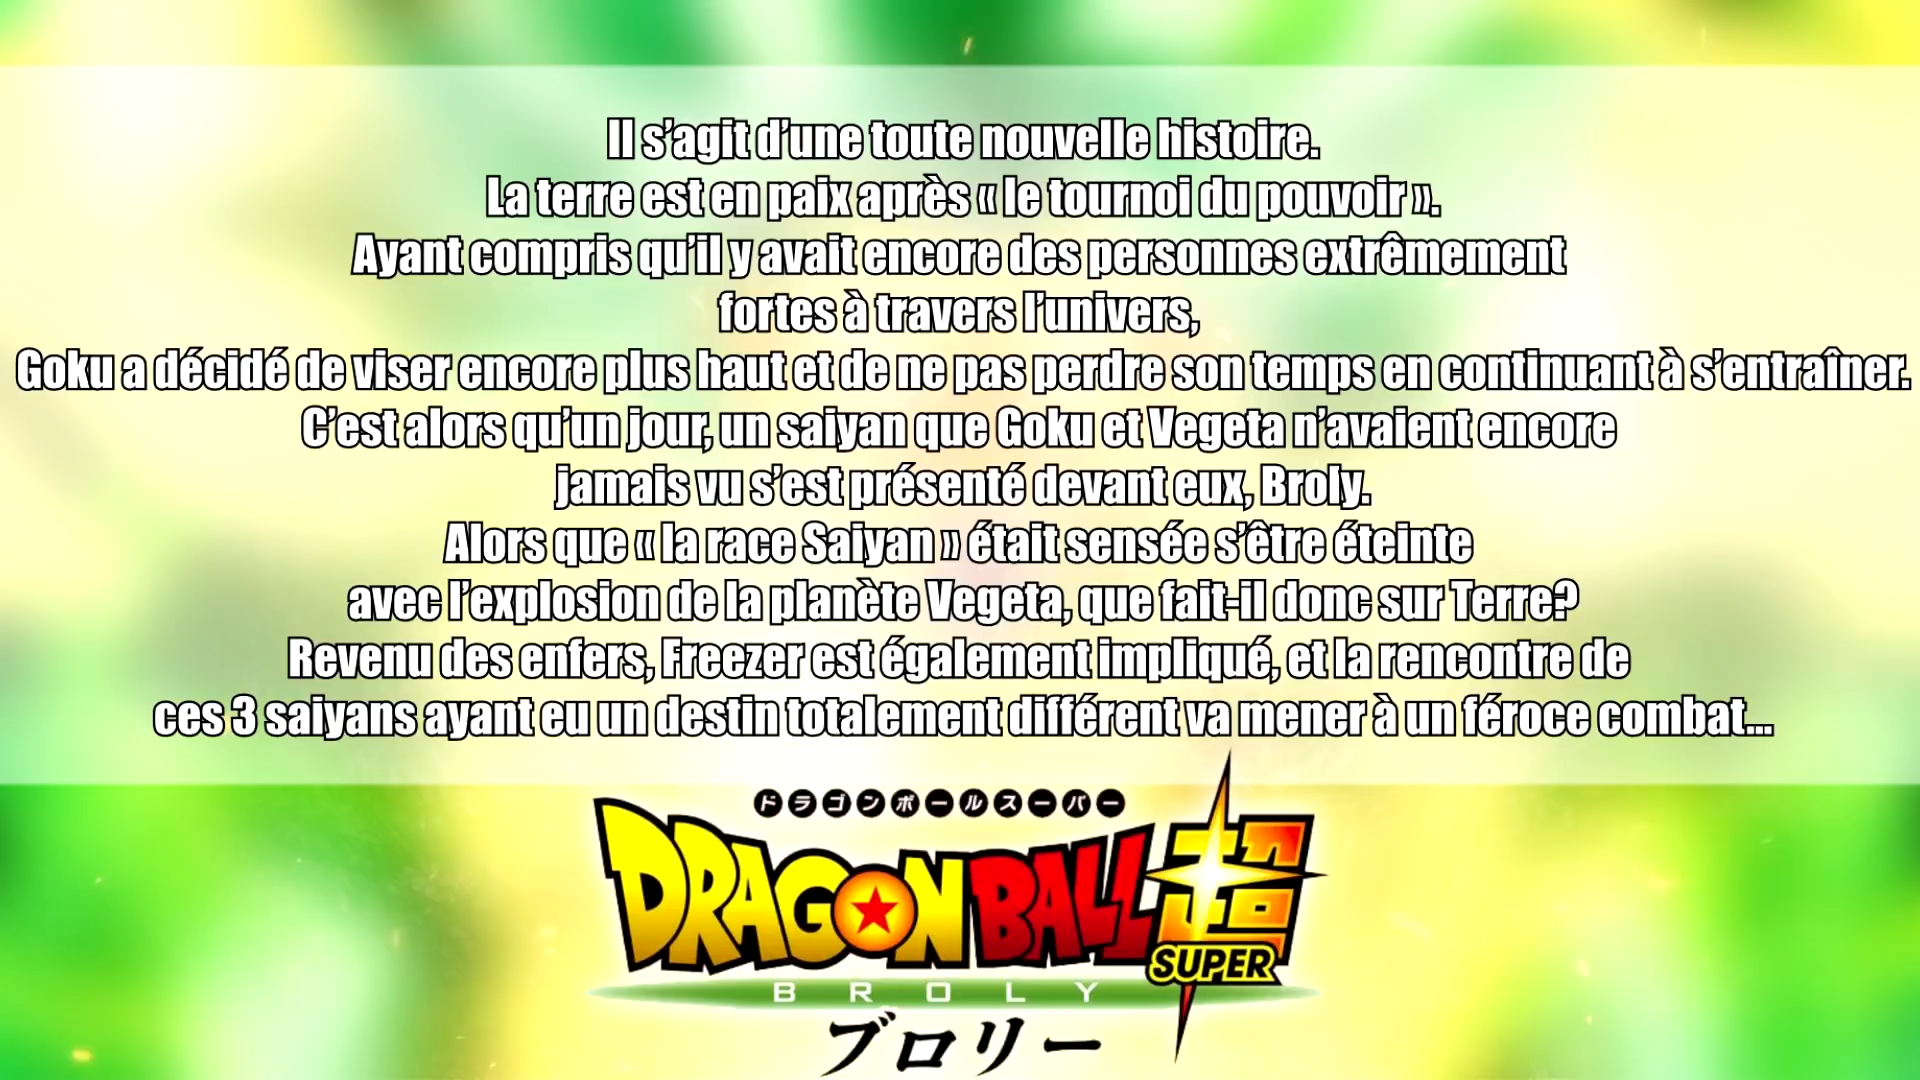 Il s’agit d’une toute nouvelle histoire.
La terre est en paix après « le tournoi du pouvoir ».
Ayant compris qu’il y avait encore des personnes extrêmement
fortes à travers l’univers,
Goku a décidé de viser encore plus haut et de ne pas perdre son temps en continuant à s’entraîner.
C’est alors qu’un jour, un saiyan que Goku et Vegeta n’avaient encore
jamais vu s’est présenté devant eux, Broly.
Alors que « la race Saiyan » était sensée s’être éteinte
avec l’explosion de la planète Vegeta, que fait-il donc sur Terre?
Revenu des enfers, Freezer est également impliqué, et la rencontre de
ces 3 saiyans ayant eu un destin totalement différent va mener à un féroce combat...
ドラゴンボールスーパー
DRAGON BALL 超
SUPER
BROLY
ブロリー